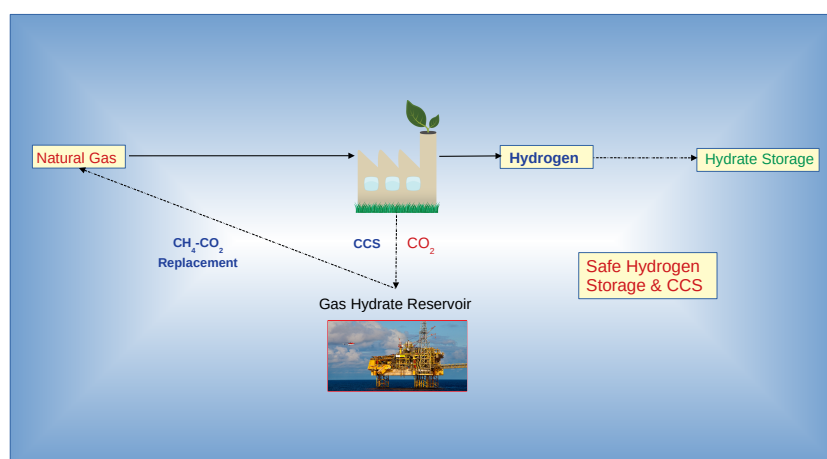 Natural Gas
Hydrogen
Hydrate Storage
CH4-CO2
Replacement
CCS
CO2
Safe Hydrogen
Storage & CCS
Gas Hydrate Reservoir